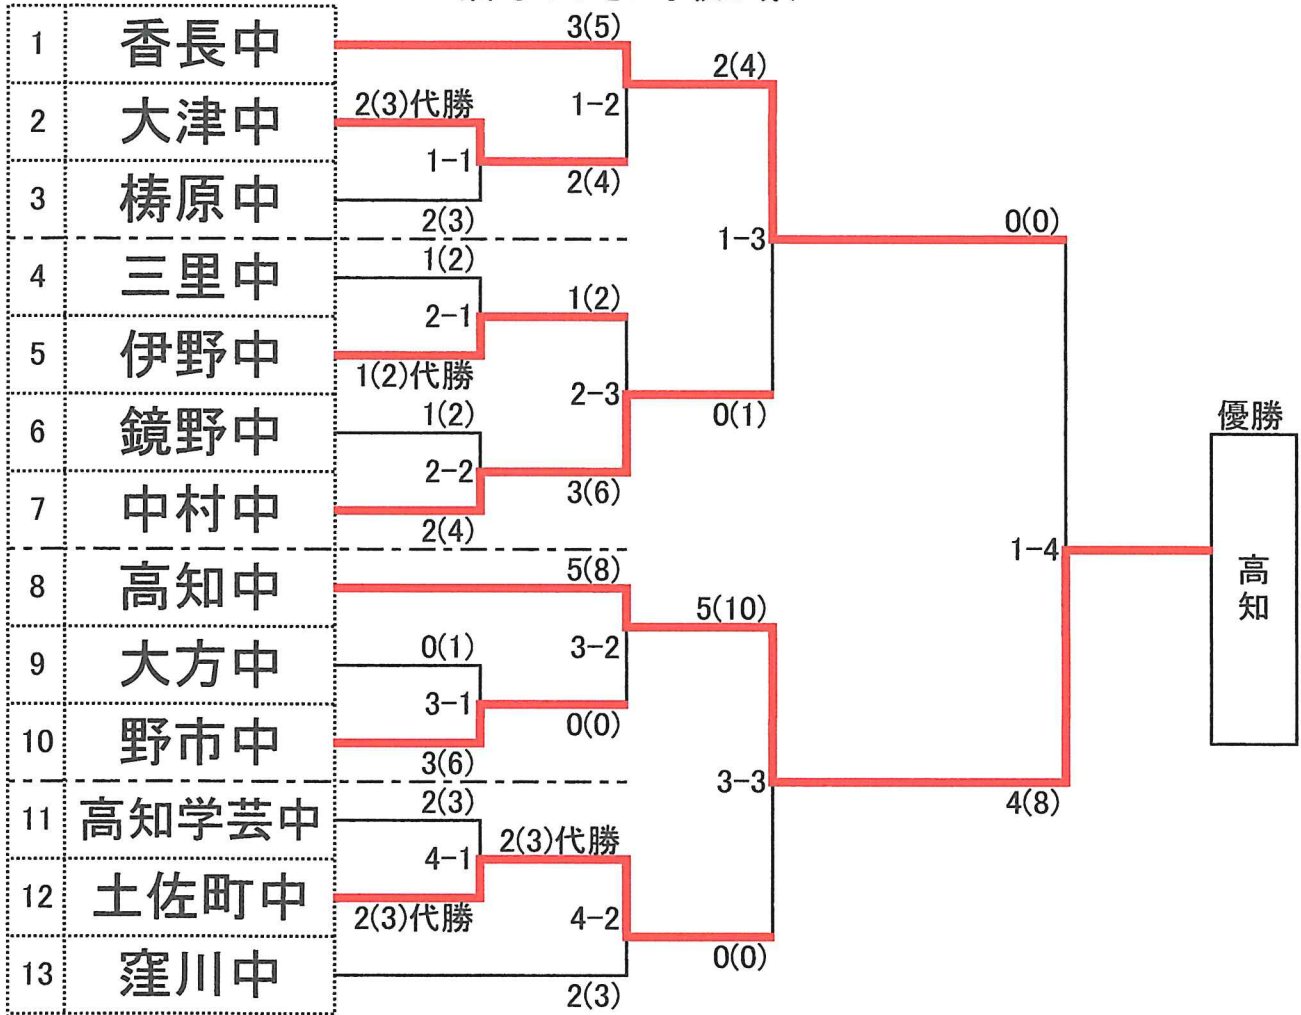 3(5)
1 香長中
2(4)
2(3)代勝
1-2
2 大津中
1-1
2(4)
3 梼原中
2(3)
1-3
0(0)
1(2)
4 三里中
2-1
1(2)
5 伊野中
1(2)代勝
2-3
0(1)
1(2)
優勝
6 鏡野中
2-2
3(6)
7 中村中
2(4)
1-4
5(8)
高知
8 高知中
5(10)
0(1)
3-2
9 大方中
3-1
0(0)
10 野市中
3(6)
3-3
4(8)
2(3)
11 高知学芸中
4-1
2(3)代勝
12 土佐町中
2(3)代勝
4-2
0(0)
13 窪川中
2(3)